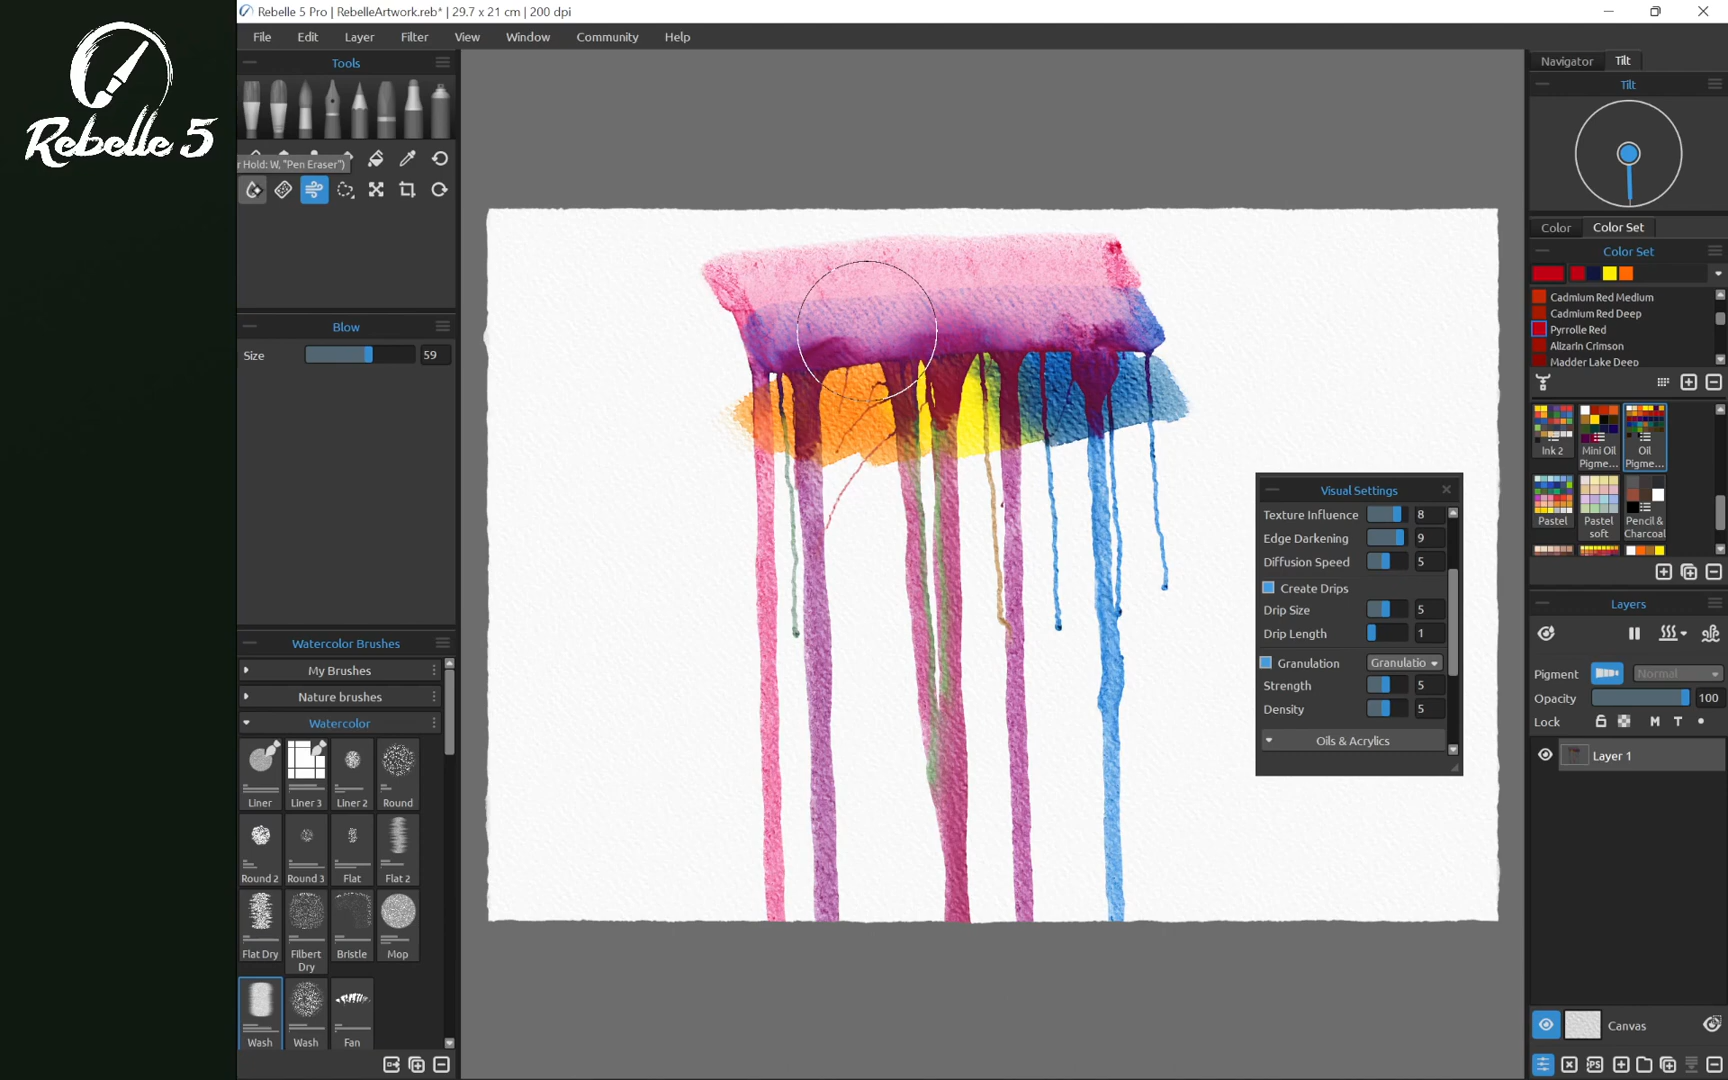 Rebelle 5
Rebelle 5 Pro | RebelleArtwork.reb* | 29.7 x 21 cm | 200 dpi
File Edit Layer Filter View Window Community Help
Tools
r Hold: W, "Pen Eraser")
Blow
Size 59
Watercolor Brushes
My Brushes
Nature brushes
Watercolor
Liner Liner 3 Liner 2 Round
Round 2 Round 3 Flat Flat 2
Flat Dry Filbert Dry Bristle Mop
Wash Wash Fan
Visual Settings
Texture Influence 8
Edge Darkening 9
Diffusion Speed 5
Create Drips
Drip Size 5
Drip Length 1
Granulation Granulatio
Strength 5
Density 5
Oils & Acrylics
Navigator Tilt
Tilt
Color Color Set
Color Set
Cadmium Red Medium
Cadmium Red Deep
Pyrrolle Red
Alizarin Crimson
Madder Lake Deep
Ink 2 Mini Oil Pigme... Oil Pigme...
Pastel Pastel soft Pencil & Charcoal
Layers
Pigment Normal
Opacity 100
Lock M T
Layer 1
Canvas
PS